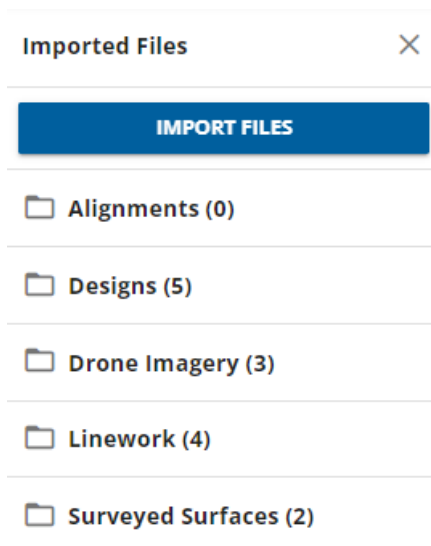 Imported Files
IMPORT FILES
Alignments (0)
Designs (5)
Drone Imagery (3)
Linework (4)
Surveyed Surfaces (2)